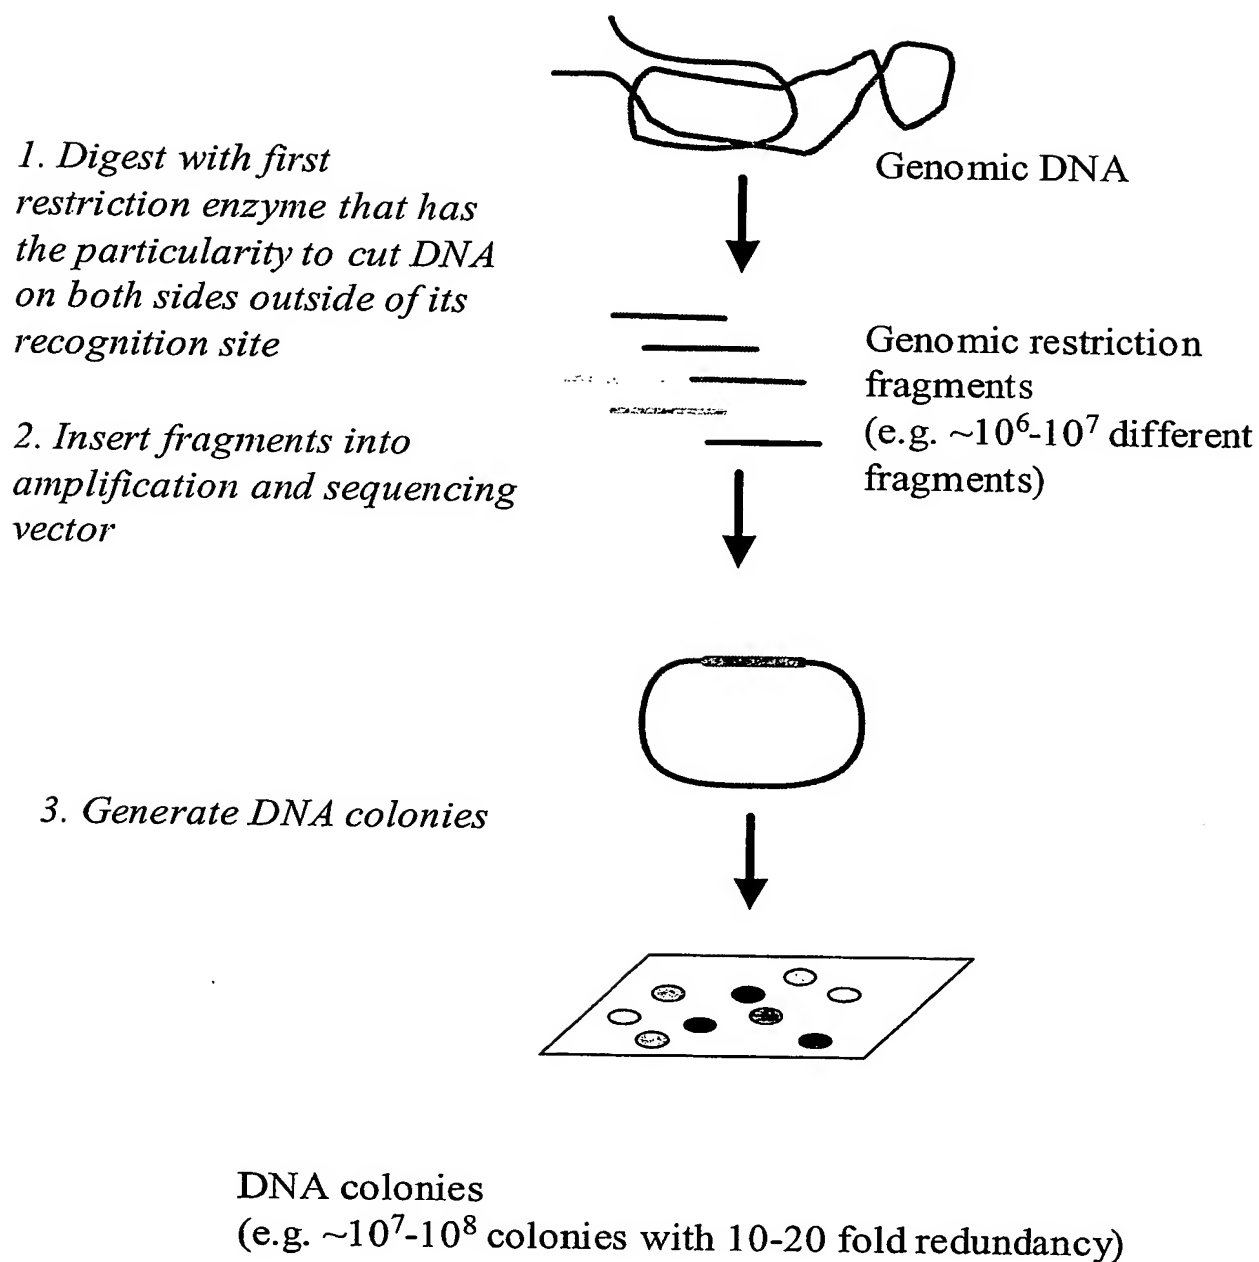 Genomic DNA
1. Digest with first
restriction enzyme that has
the particularity to cut DNA
on both sides outside of its
recognition site
Genomic restriction
fragments
(e.g. ~10⁶-10⁷ different
fragments)
2. Insert fragments into
amplification and sequencing
vector
3. Generate DNA colonies
DNA colonies
(e.g. ~10⁷-10⁸ colonies with 10-20 fold redundancy)